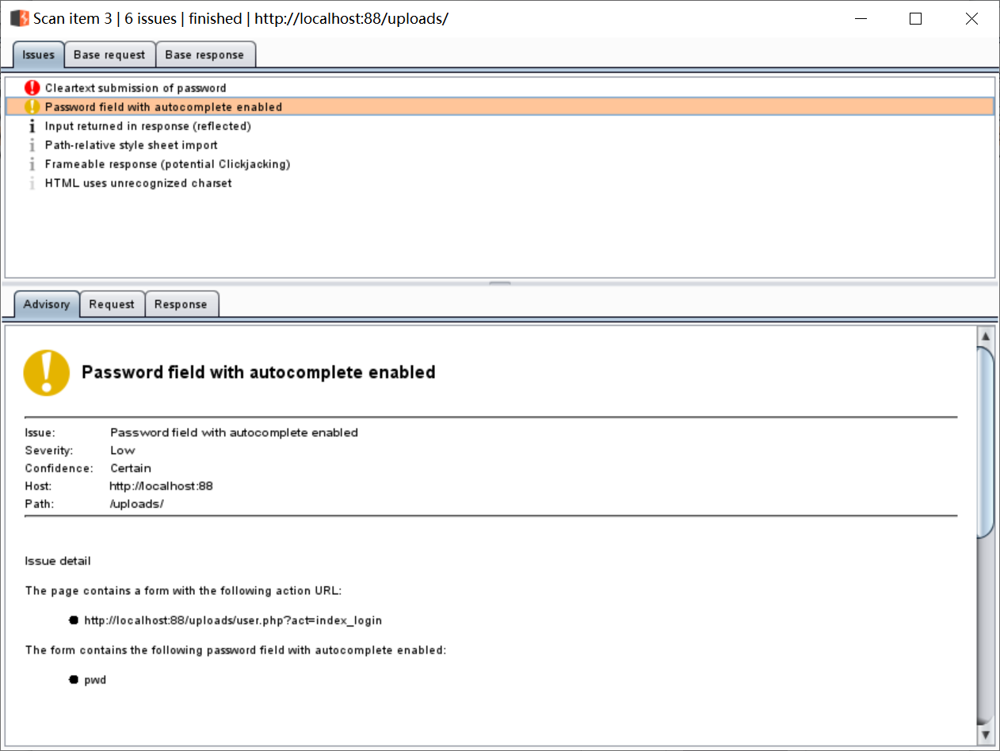 Scan item 3 | 6 issues | finished | http://localhost:88/uploads/
Issues Base request Base response
Cleartext submission of password
Password field with autocomplete enabled
Input returned in response (reflected)
Path-relative style sheet import
Frameable response (potential Clickjacking)
HTML uses unrecognized charset
Advisory Request Response
Password field with autocomplete enabled
Issue: Password field with autocomplete enabled
Severity: Low
Confidence: Certain
Host: http://localhost:88
Path: /uploads/
Issue detail
The page contains a form with the following action URL:
http://localhost:88/uploads/user.php?act=index_login
The form contains the following password field with autocomplete enabled:
pwd